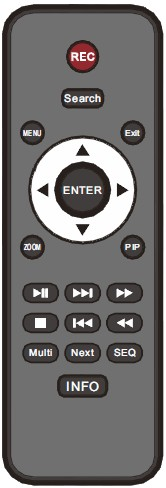 REC
Search
MENU Exit
ENTER
ZOOM PIP
Multi Next SEQ
INFO